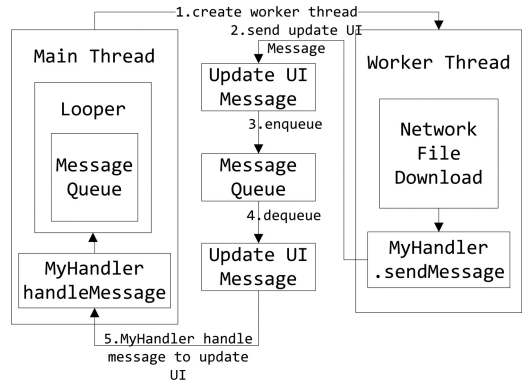 1.create worker thread
2.send update UI
Message
Main Thread
Looper
Message
Queue
MyHandler
handleMessage
Update UI
Message
3.enqueue
Message
Queue
4.dequeue
Update UI
Message
5.MyHandler handle
message to update
UI
Worker Thread
Network
File
Download
MyHandler
.sendMessage